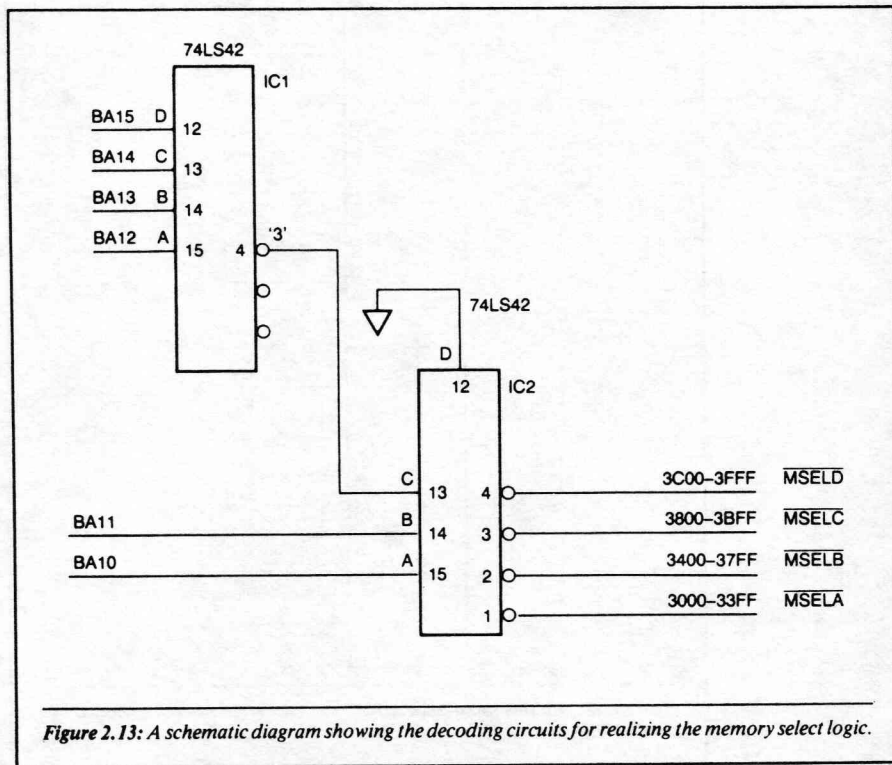 74LS42
IC1
BA15 D 12
BA14 C 13
BA13 B 14
BA12 A 15 4 '3'
74LS42
D
12 IC2
C 13 4 3C00–3FFF MSELD
BA11 B 14 3 3800–3BFF MSELC
BA10 A 15 2 3400–37FF MSELB
1 3000–33FF MSELA
Figure 2.13: A schematic diagram showing the decoding circuits for realizing the memory select logic.